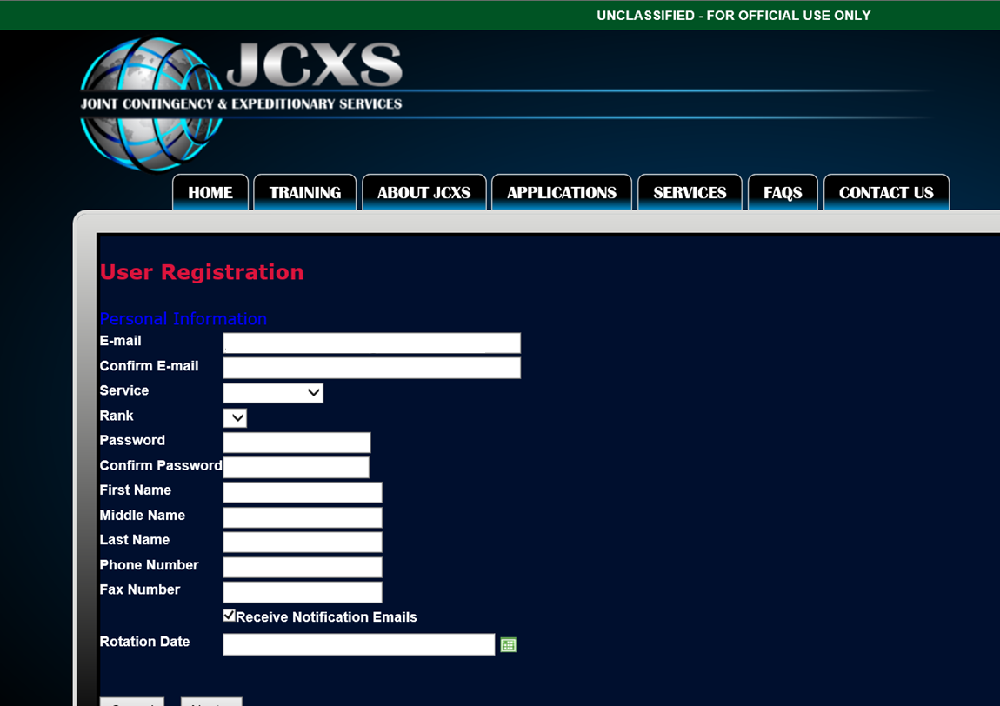 UNCLASSIFIED - FOR OFFICIAL USE ONLY
JCXS
JOINT CONTINGENCY & EXPEDITIONARY SERVICES
HOME TRAINING ABOUT JCXS APPLICATIONS SERVICES FAQS CONTACT US
User Registration
Personal Information
E-mail
Confirm E-mail
Service
Rank
Password
Confirm Password
First Name
Middle Name
Last Name
Phone Number
Fax Number
Receive Notification Emails
Rotation Date